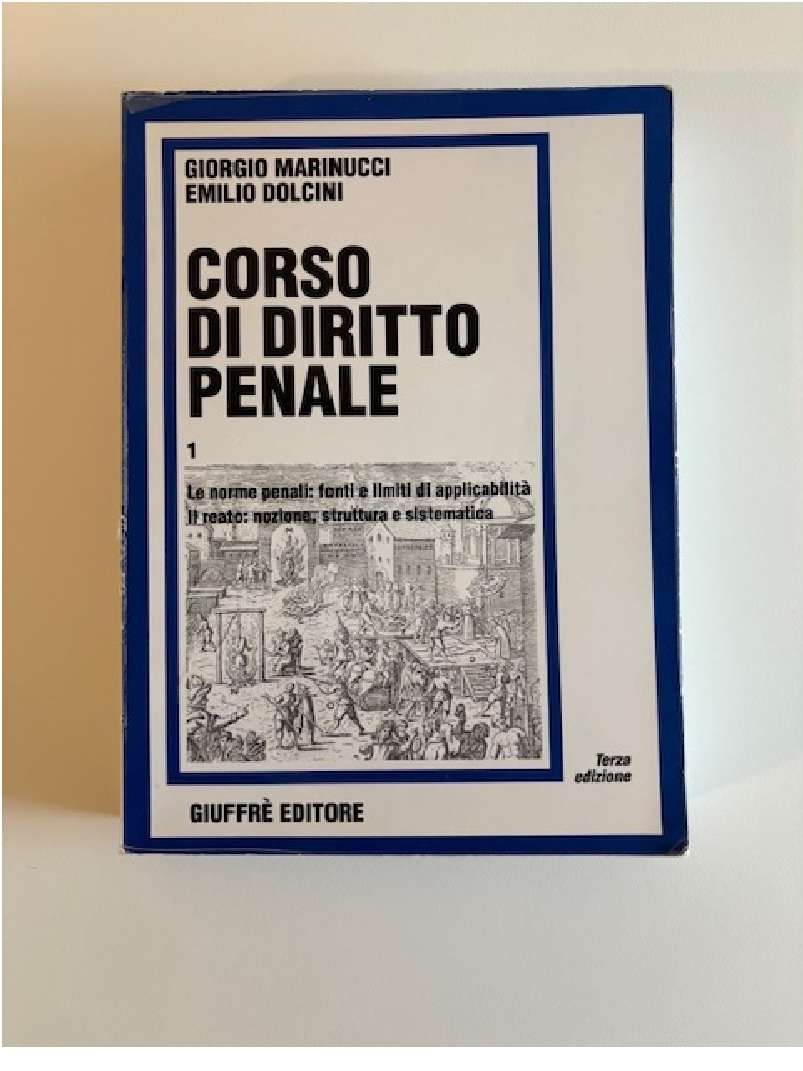 GIORGIO MARINUCCI
EMILIO DOLCINI
CORSO
DI DIRITTO
PENALE
1
Le norme penali: fonti e limiti di applicabilità
Il reato: nozione, struttura e sistematica
Terza
edizione
GIUFFRÈ EDITORE